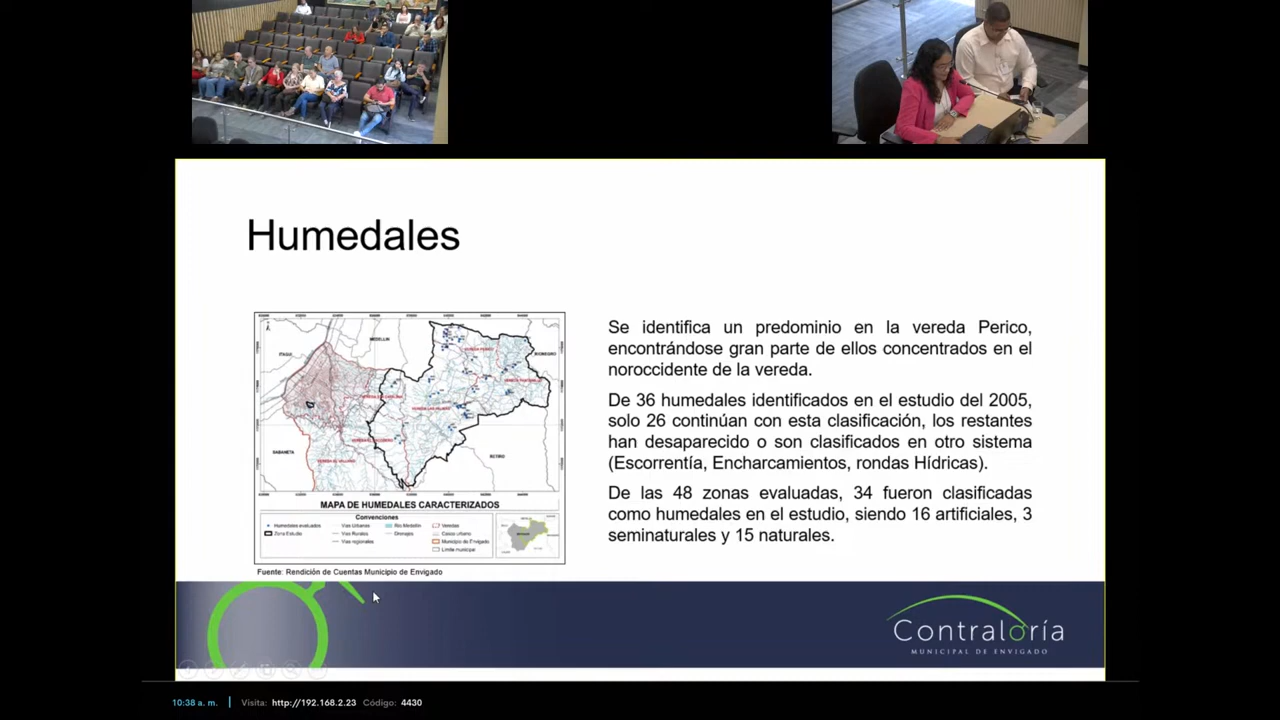 Humedales
Se identifica un predominio en la vereda Perico,
encontrándose gran parte de ellos concentrados en el
noroccidente de la vereda.
De 36 humedales identificados en el estudio del 2005,
solo 26 continúan con esta clasificación, los restantes
han desaparecido o son clasificados en otro sistema
(Escorrentía, Encharcamientos, rondas Hídricas).
De las 48 zonas evaluadas, 34 fueron clasificadas
como humedales en el estudio, siendo 16 artificiales, 3
seminaturales y 15 naturales.
MEDELLIN
ITAGUI
RIONEGRO
SABANETA
RETIRO
MAPA DE HUMEDALES CARACTERIZADOS
Convenciones
Humedales evaluados
Zona Estudio
Vias Urbanas
Vias Rurales
Vias regionales
Rio Medellin
Drenajes
Veredas
Casco urbano
Municipio de Envigado
Limite municipal
Fuente: Rendición de Cuentas Municipio de Envigado
Contraloría
MUNICIPAL DE ENVIGADO
10:38 a. m. | Visita: http://192.168.2.23 Código: 4430